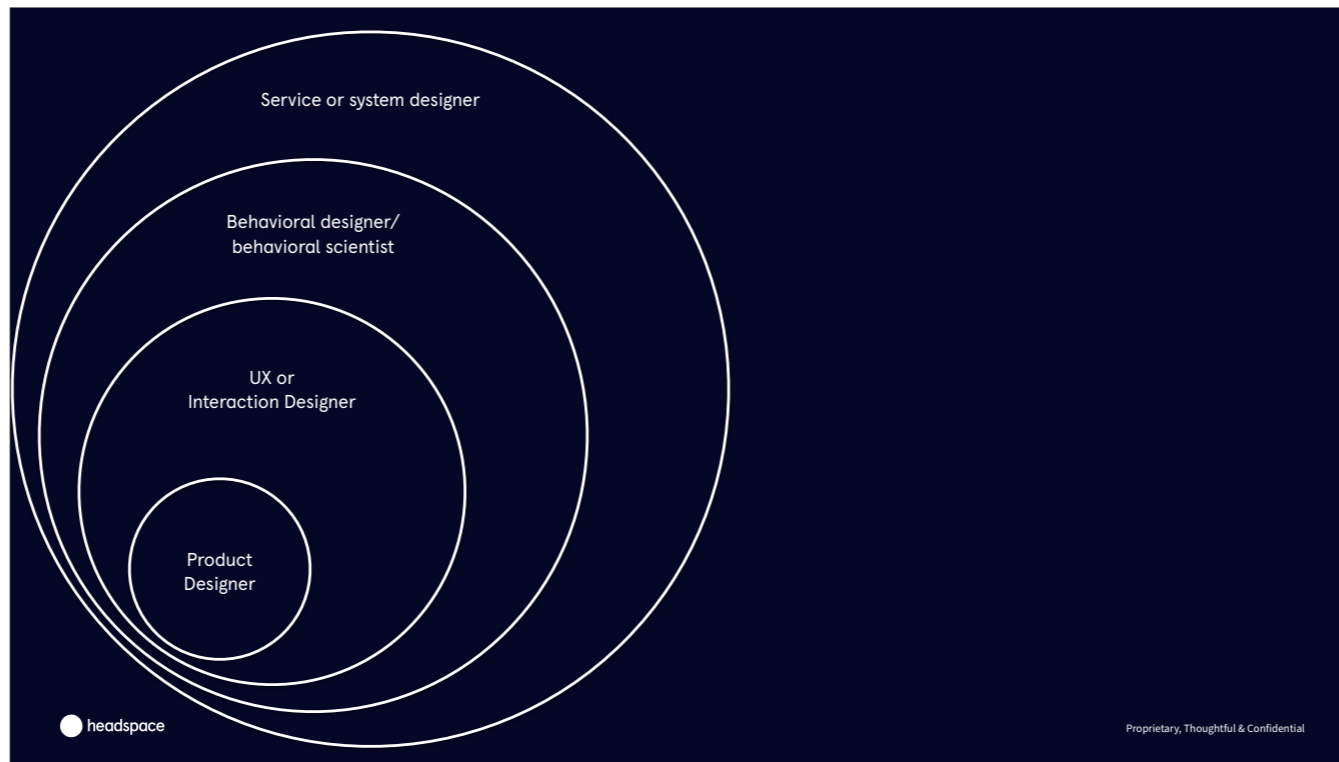 Service or system designer
Behavioral designer/
behavioral scientist
UX or
Interaction Designer
Product
Designer
headspace
Proprietary, Thoughtful & Confidential